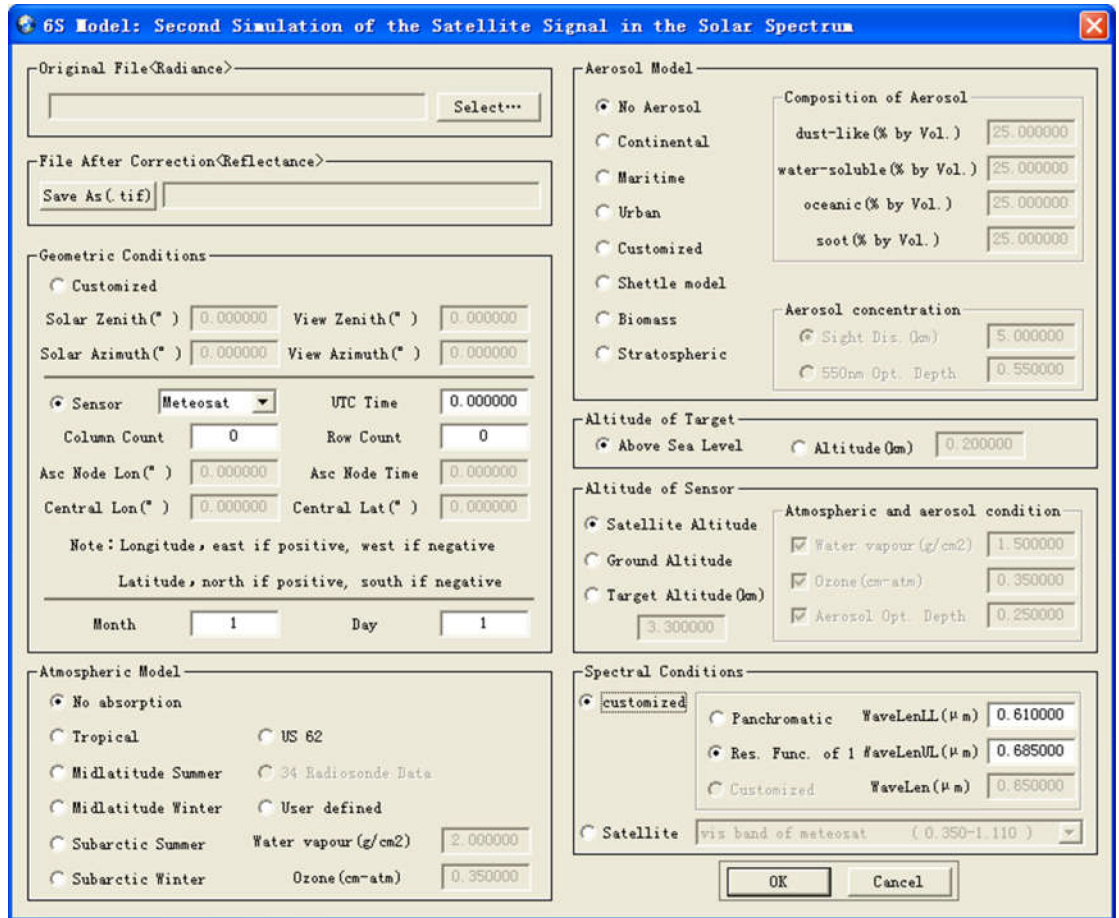 6S Model: Second Simulation of the Satellite Signal in the Solar Spectrum
Original File<Radiance>
Select…
File After Correction<Reflectance>
Save As(.tif)
Geometric Conditions
Customized
Solar Zenith(° ) 0.000000 View Zenith(° ) 0.000000
Solar Azimuth(° ) 0.000000 View Azimuth(° ) 0.000000
Sensor Meteosat UTC Time 0.000000
Column Count 0 Row Count 0
Asc Node Lon(° ) 0.000000 Asc Node Time 0.000000
Central Lon(° ) 0.000000 Central Lat(° ) 0.000000
Note：Longitude，east if positive, west if negative
Latitude，north if positive, south if negative
Month 1 Day 1
Atmospheric Model
No absorption
Tropical US 62
Midlatitude Summer 34 Radiosonde Data
Midlatitude Winter User defined
Subarctic Summer Water vapour(g/cm2) 2.000000
Subarctic Winter Ozone(cm-atm) 0.350000
Aerosol Model
No Aerosol
Continental
Maritime
Urban
Customized
Shettle model
Biomass
Stratospheric
Composition of Aerosol
dust-like(% by Vol.) 25.000000
water-soluble(% by Vol.) 25.000000
oceanic(% by Vol.) 25.000000
soot(% by Vol.) 25.000000
Aerosol concentration
Sight Dis.(km) 5.000000
550nm Opt. Depth 0.550000
Altitude of Target
Above Sea Level Altitude(km) 0.200000
Altitude of Sensor
Satellite Altitude
Ground Altitude
Target Altitude(km)
3.300000
Atmospheric and aerosol condition
Water vapour(g/cm2) 1.500000
Ozone(cm-atm) 0.350000
Aerosol Opt. Depth 0.250000
Spectral Conditions
customized
Panchromatic WaveLenLL(μm) 0.610000
Res. Func. of 1 WaveLenUL(μm) 0.685000
Customized WaveLen(μm) 0.650000
Satellite vis band of meteosat (0.350-1.110 )
OK Cancel